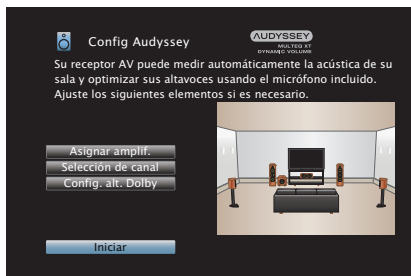 Config Audyssey
AUDYSSEY
MULTEQ XT
DYNAMIC VOLUME
Su receptor AV puede medir automáticamente la acústica de su
sala y optimizar sus altavoces usando el micrófono incluido.
Ajuste los siguientes elementos si es necesario.
Asignar amplif.
Selección de canal
Config. alt. Dolby
Iniciar